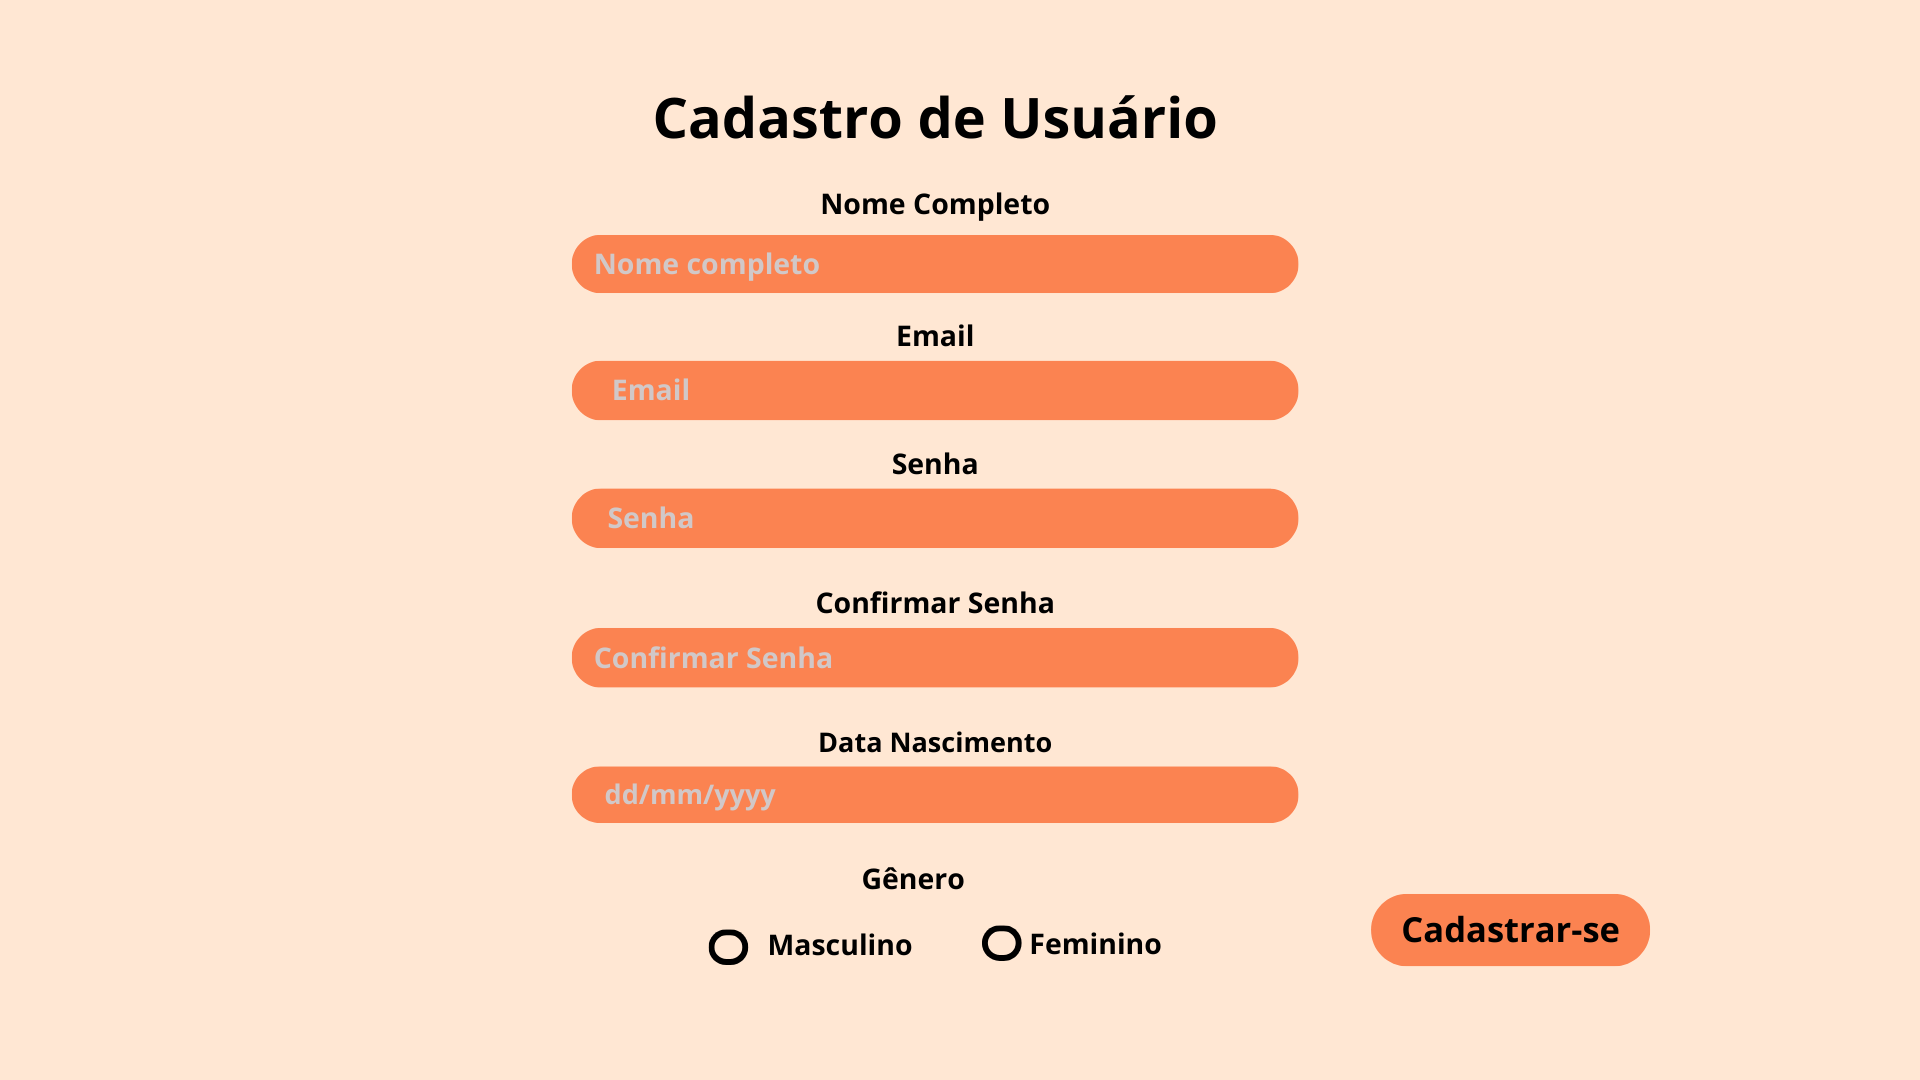 Cadastro de Usuário
Nome Completo
Nome completo
Email
Email
Senha
Senha
Confirmar Senha
Confirmar Senha
Data Nascimento
dd/mm/yyyy
Gênero
Masculino
Feminino
Cadastrar-se